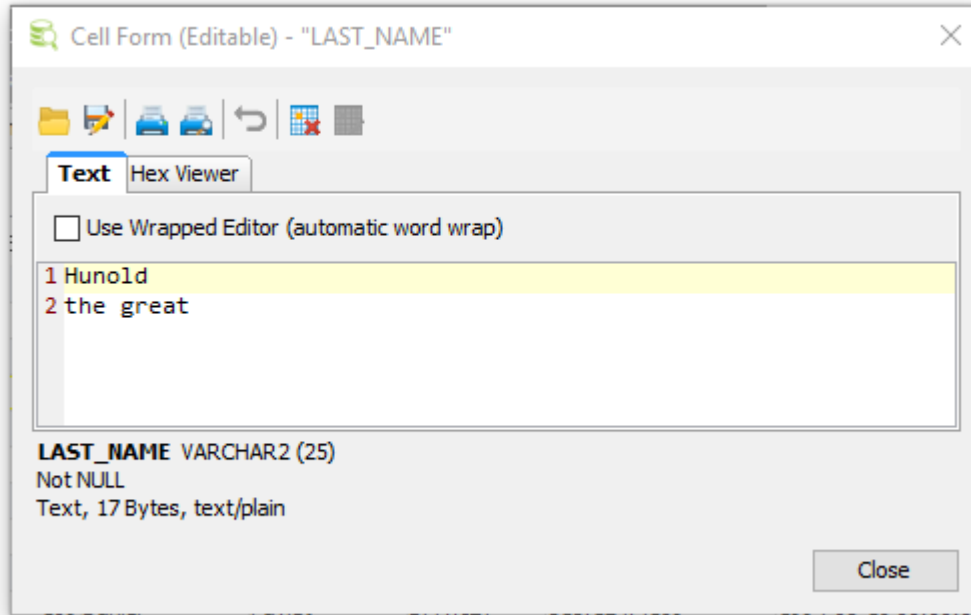 Cell Form (Editable) - "LAST_NAME"
Text Hex Viewer
Use Wrapped Editor (automatic word wrap)
1 Hunold
2 the great
LAST_NAME VARCHAR2 (25)
Not NULL
Text, 17 Bytes, text/plain
Close